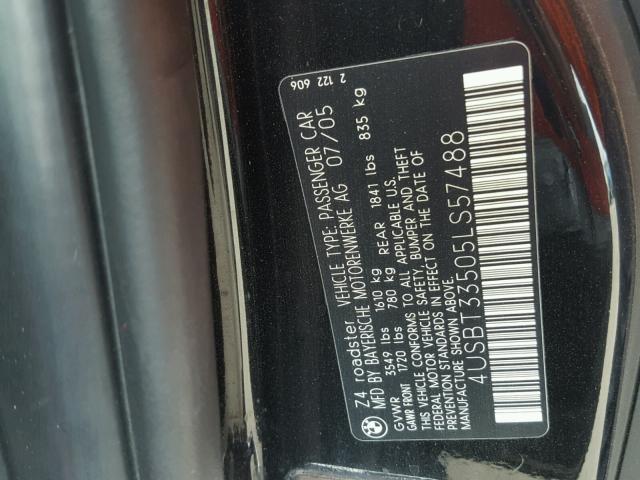 Z4 roadster VEHICLE TYPE: PASSENGER CAR
MFD BY BAYERISCHE MOTORENWERKE AG 07/05
GVWR 3549 lbs 1610 kg
GAWR FRONT 1720 lbs 780 kg REAR 1841 lbs 835 kg
THIS VEHICLE CONFORMS TO ALL APPLICABLE U.S.
FEDERAL MOTOR VEHICLE SAFETY, BUMPER AND THEFT
PREVENTION STANDARDS IN EFFECT ON THE DATE OF
MANUFACTURE.
4USBT33505LS57488
2 122 606